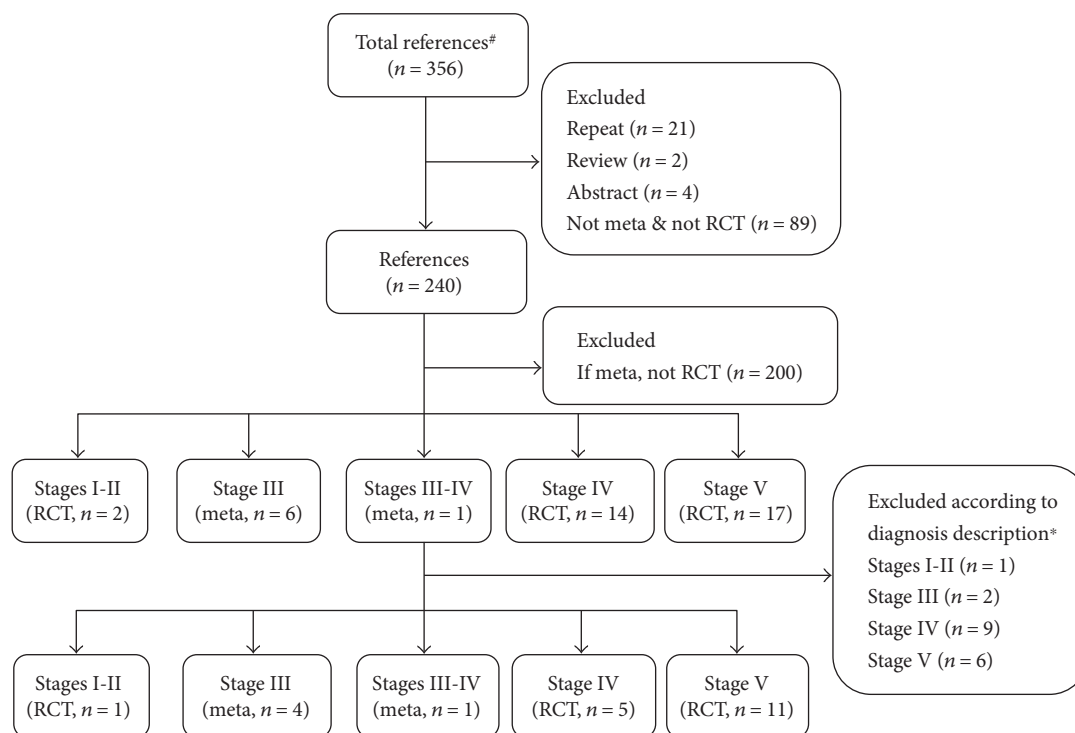 Total references#
(n = 356)
Excluded
Repeat (n = 21)
Review (n = 2)
Abstract (n = 4)
Not meta & not RCT (n = 89)
References
(n = 240)
Excluded
If meta, not RCT (n = 200)
Stages I-II
(RCT, n = 2)
Stage III
(meta, n = 6)
Stages III-IV
(meta, n = 1)
Stage IV
(RCT, n = 14)
Stage V
(RCT, n = 17)
Excluded according to
diagnosis description*
Stages I-II (n = 1)
Stage III (n = 2)
Stage IV (n = 9)
Stage V (n = 6)
Stages I-II
(RCT, n = 1)
Stage III
(meta, n = 4)
Stages III-IV
(meta, n = 1)
Stage IV
(RCT, n = 5)
Stage V
(RCT, n = 11)